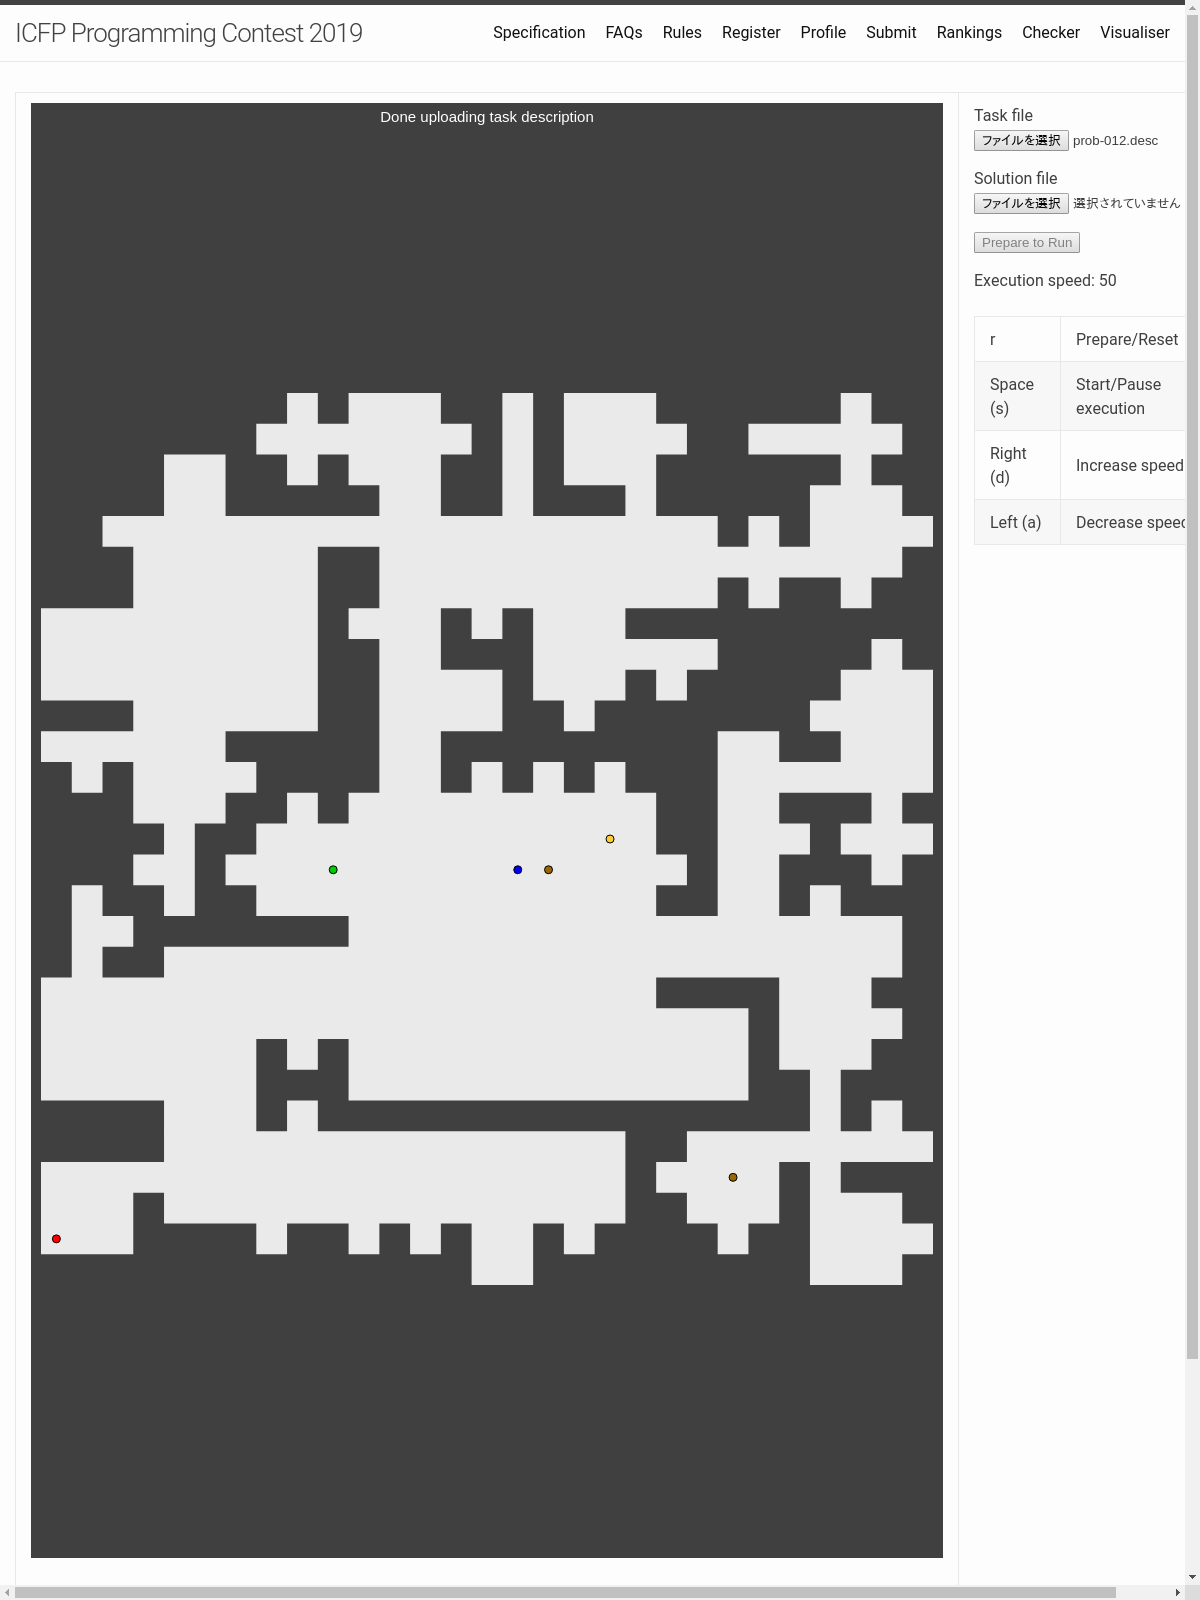 ICFP Programming Contest 2019
Specification FAQs Rules Register Profile Submit Rankings Checker Visualiser
Done uploading task description
Task file
ファイルを選択 prob-012.desc
Solution file
ファイルを選択 選択されていません
Prepare to Run
Execution speed: 50
r Prepare/Reset
Space (s) Start/Pause execution
Right (d) Increase speed
Left (a) Decrease speed